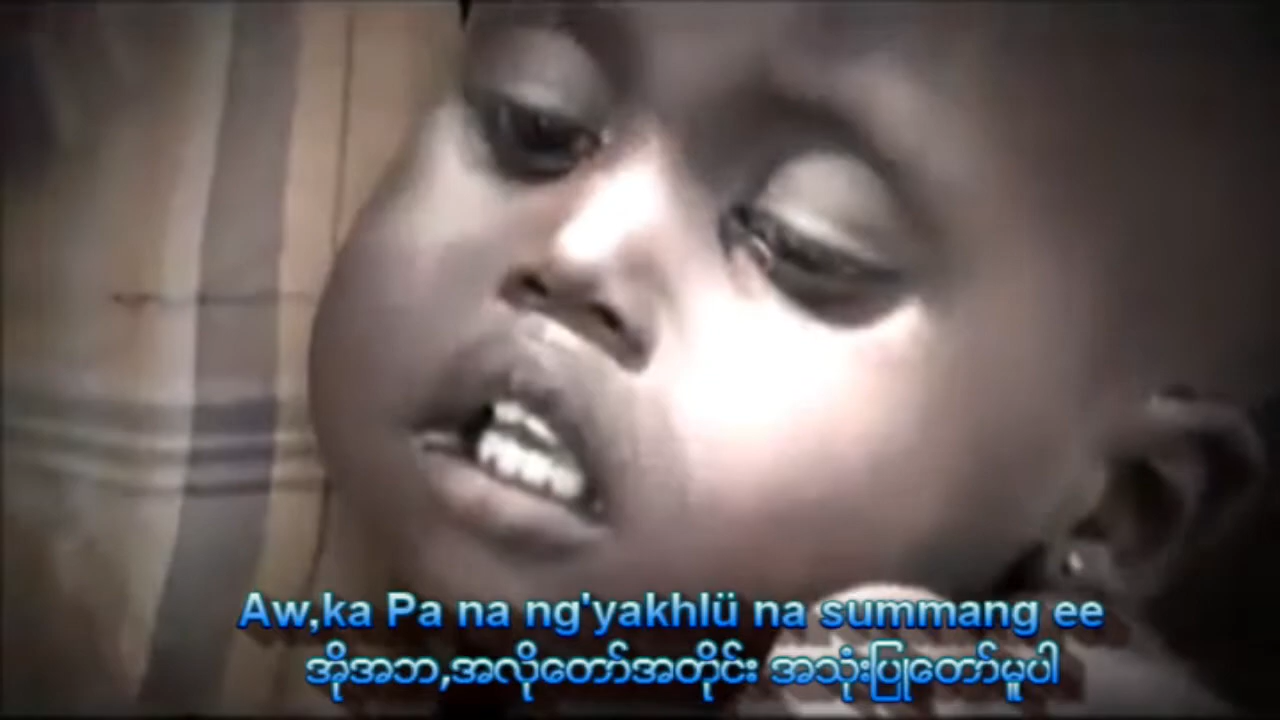 Aw,ka Pa na ng'yakhlü na summang ee
အိုအဘ,အလိုတော်အတိုင်း အသုံးပြုတော်မူပါ